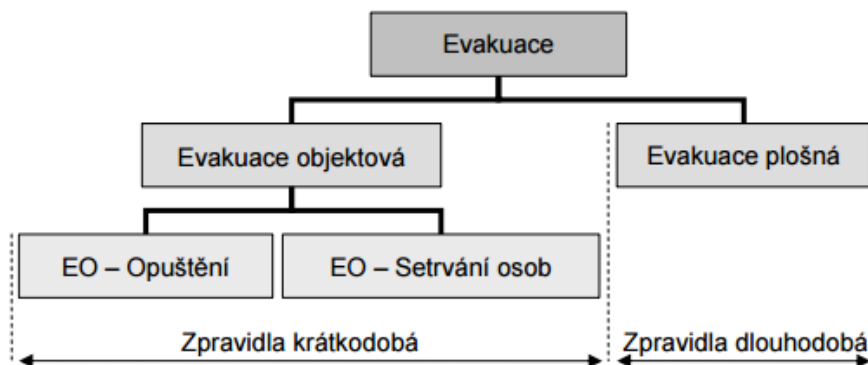 Evakuace
Evakuace objektová
Evakuace plošná
EO – Opuštění
EO – Setrvání osob
Zpravidla krátkodobá
Zpravidla dlouhodobá